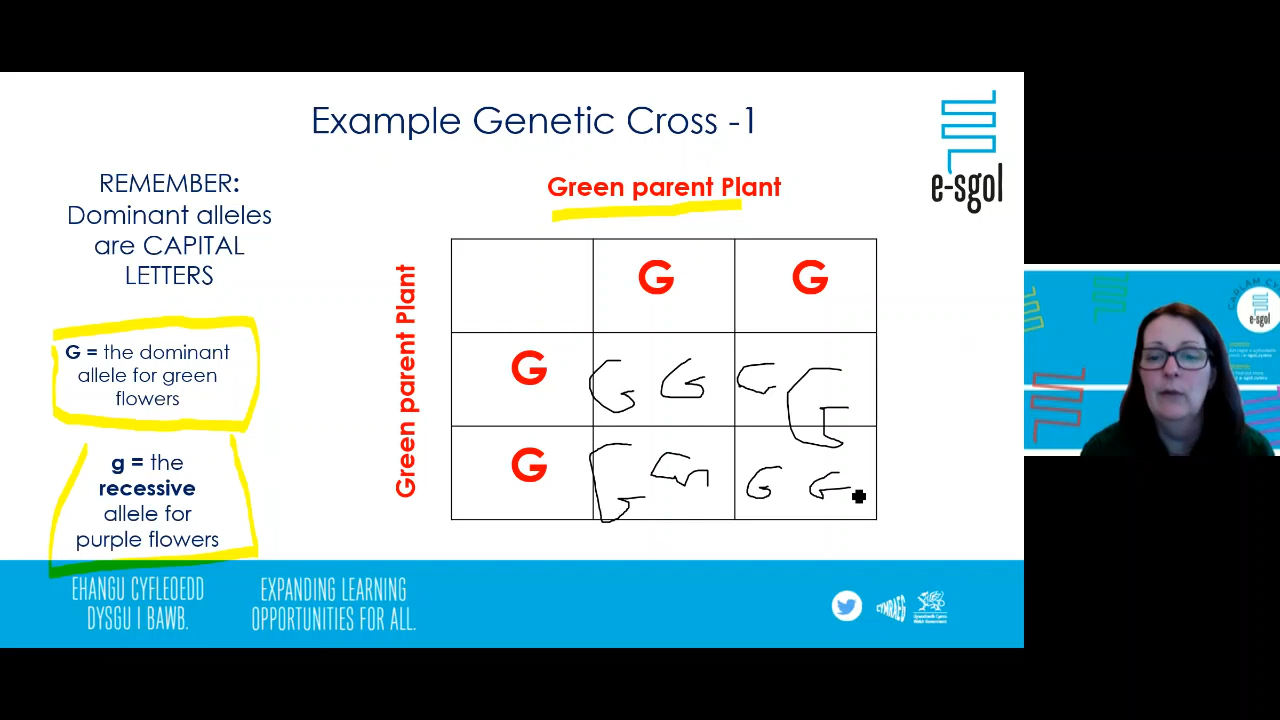 Example Genetic Cross -1
e-sgol
REMEMBER:
Dominant alleles
are CAPITAL
LETTERS
G = the dominant
allele for green
flowers
g = the
recessive
allele for
purple flowers
Green parent Plant
Green parent Plant
G G
G G G G G
G G G G G
EHANGU CYFLEOEDD
DYSGU I BAWB.
EXPANDING LEARNING
OPPORTUNITIES FOR ALL.
CYMRAEG
e-sgol